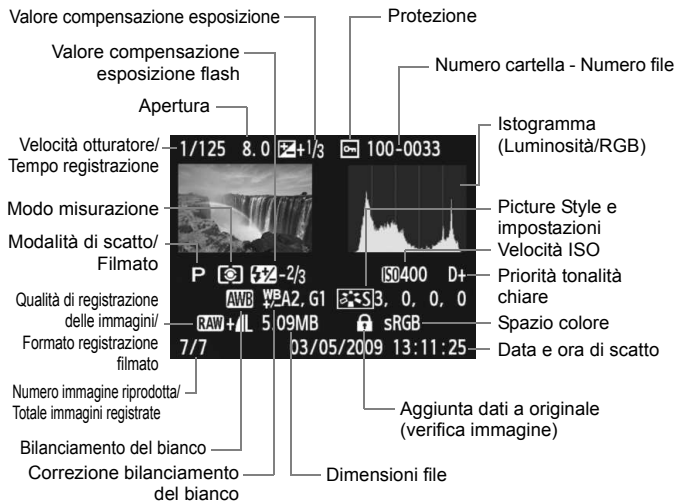 Valore compensazione esposizione
Protezione
Valore compensazione
esposizione flash
Numero cartella - Numero file
Apertura
Istogramma
(Luminosità/RGB)
Velocità otturatore/
Tempo registrazione
1/125 8.0 +1/3 100-0033
Modo misurazione
Picture Style e
impostazioni
Modalità di scatto/
Filmato
Velocità ISO
P -2/3 ISO400 D+
Priorità tonalità
chiare
Qualità di registrazione
delle immagini/
Formato registrazione
filmato
AWB WB+/-A2, G1 S3, 0, 0, 0
RAW+L 5.09MB sRGB
Spazio colore
7/7 03/05/2009 13:11:25
Data e ora di scatto
Numero immagine riprodotta/
Totale immagini registrate
Aggiunta dati a originale
(verifica immagine)
Bilanciamento del bianco
Correzione bilanciamento
del bianco
Dimensioni file